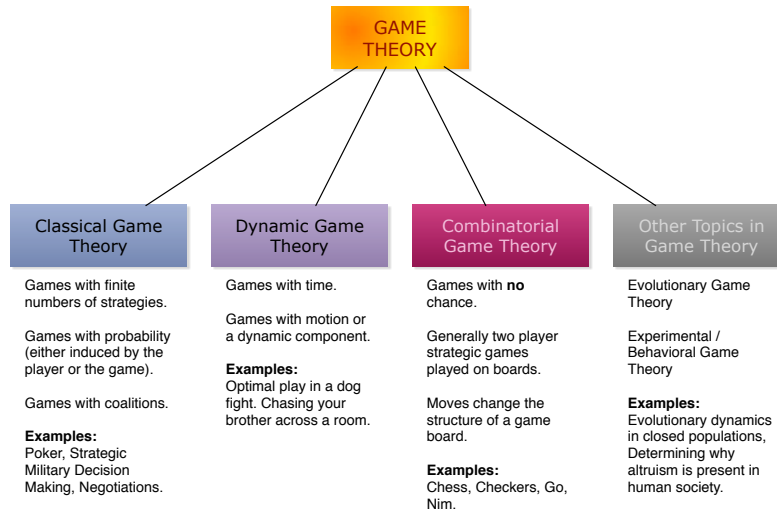 GAME
THEORY
Classical Game
Theory
Games with finite
numbers of strategies.
Games with probability
(either induced by the
player or the game).
Games with coalitions.
Examples:
Poker, Strategic
Military Decision
Making, Negotiations.
Dynamic Game
Theory
Games with time.
Games with motion or
a dynamic component.
Examples:
Optimal play in a dog
fight. Chasing your
brother across a room.
Combinatorial
Game Theory
Games with no
chance.
Generally two player
strategic games
played on boards.
Moves change the
structure of a game
board.
Examples:
Chess, Checkers, Go,
Nim.
Other Topics in
Game Theory
Evolutionary Game
Theory
Experimental /
Behavioral Game
Theory
Examples:
Evolutionary dynamics
in closed populations,
Determining why
altruism is present in
human society.